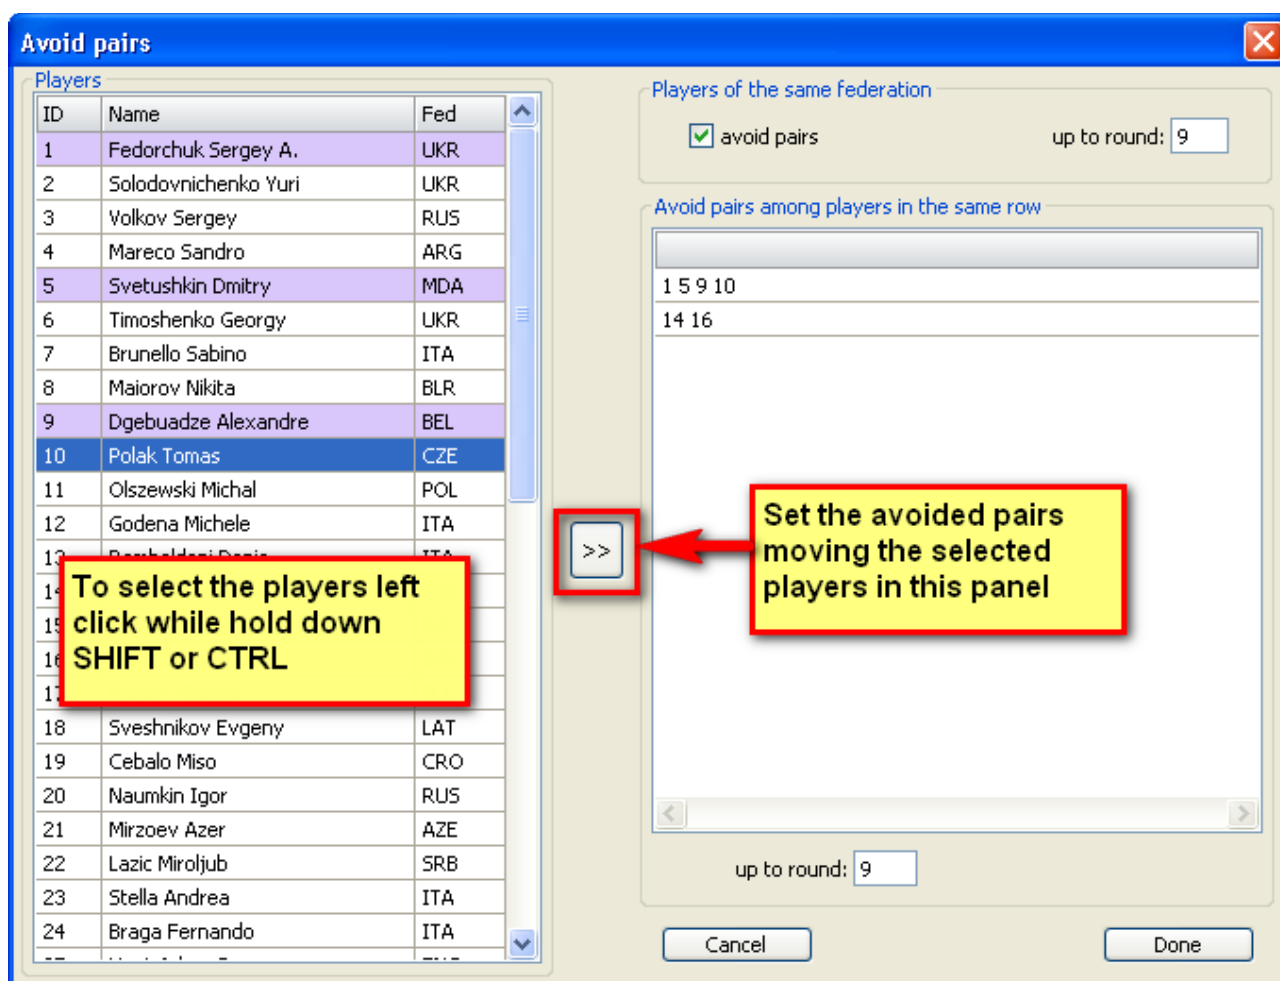 Avoid pairs
Players
ID Name Fed
1 Fedorchuk Sergey A. UKR
2 Solodovnichenko Yuri UKR
3 Volkov Sergey RUS
4 Mareco Sandro ARG
5 Svetushkin Dmitry MDA
6 Timoshenko Georgy UKR
7 Brunello Sabino ITA
8 Maiorov Nikita BLR
9 Dgebuadze Alexandre BEL
10 Polak Tomas CZE
11 Olszewski Michal POL
12 Godena Michele ITA
13
To select the players left
click while hold down
SHIFT or CTRL
18 Sveshnikov Evgeny LAT
19 Cebalo Miso CRO
20 Naumkin Igor RUS
21 Mirzoev Azer AZE
22 Lazic Miroljub SRB
23 Stella Andrea ITA
24 Braga Fernando ITA
>>
Players of the same federation
avoid pairs up to round: 9
Avoid pairs among players in the same row
1 5 9 10
14 16
Set the avoided pairs
moving the selected
players in this panel
up to round: 9
Cancel Done